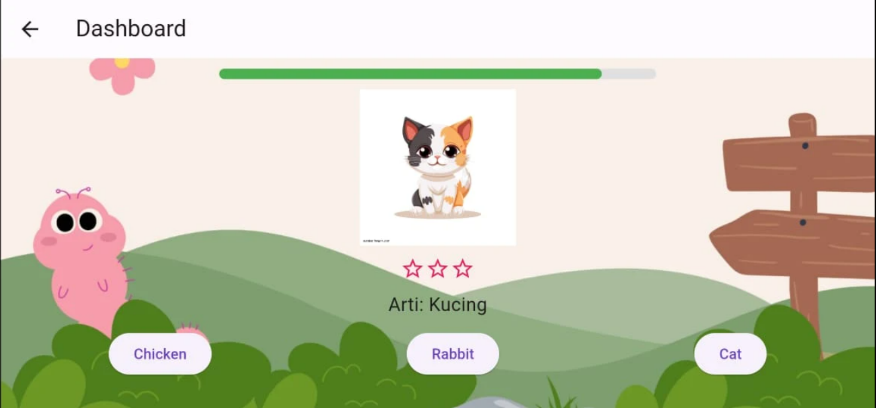 Dashboard
Arti: Kucing
Chicken
Rabbit
Cat